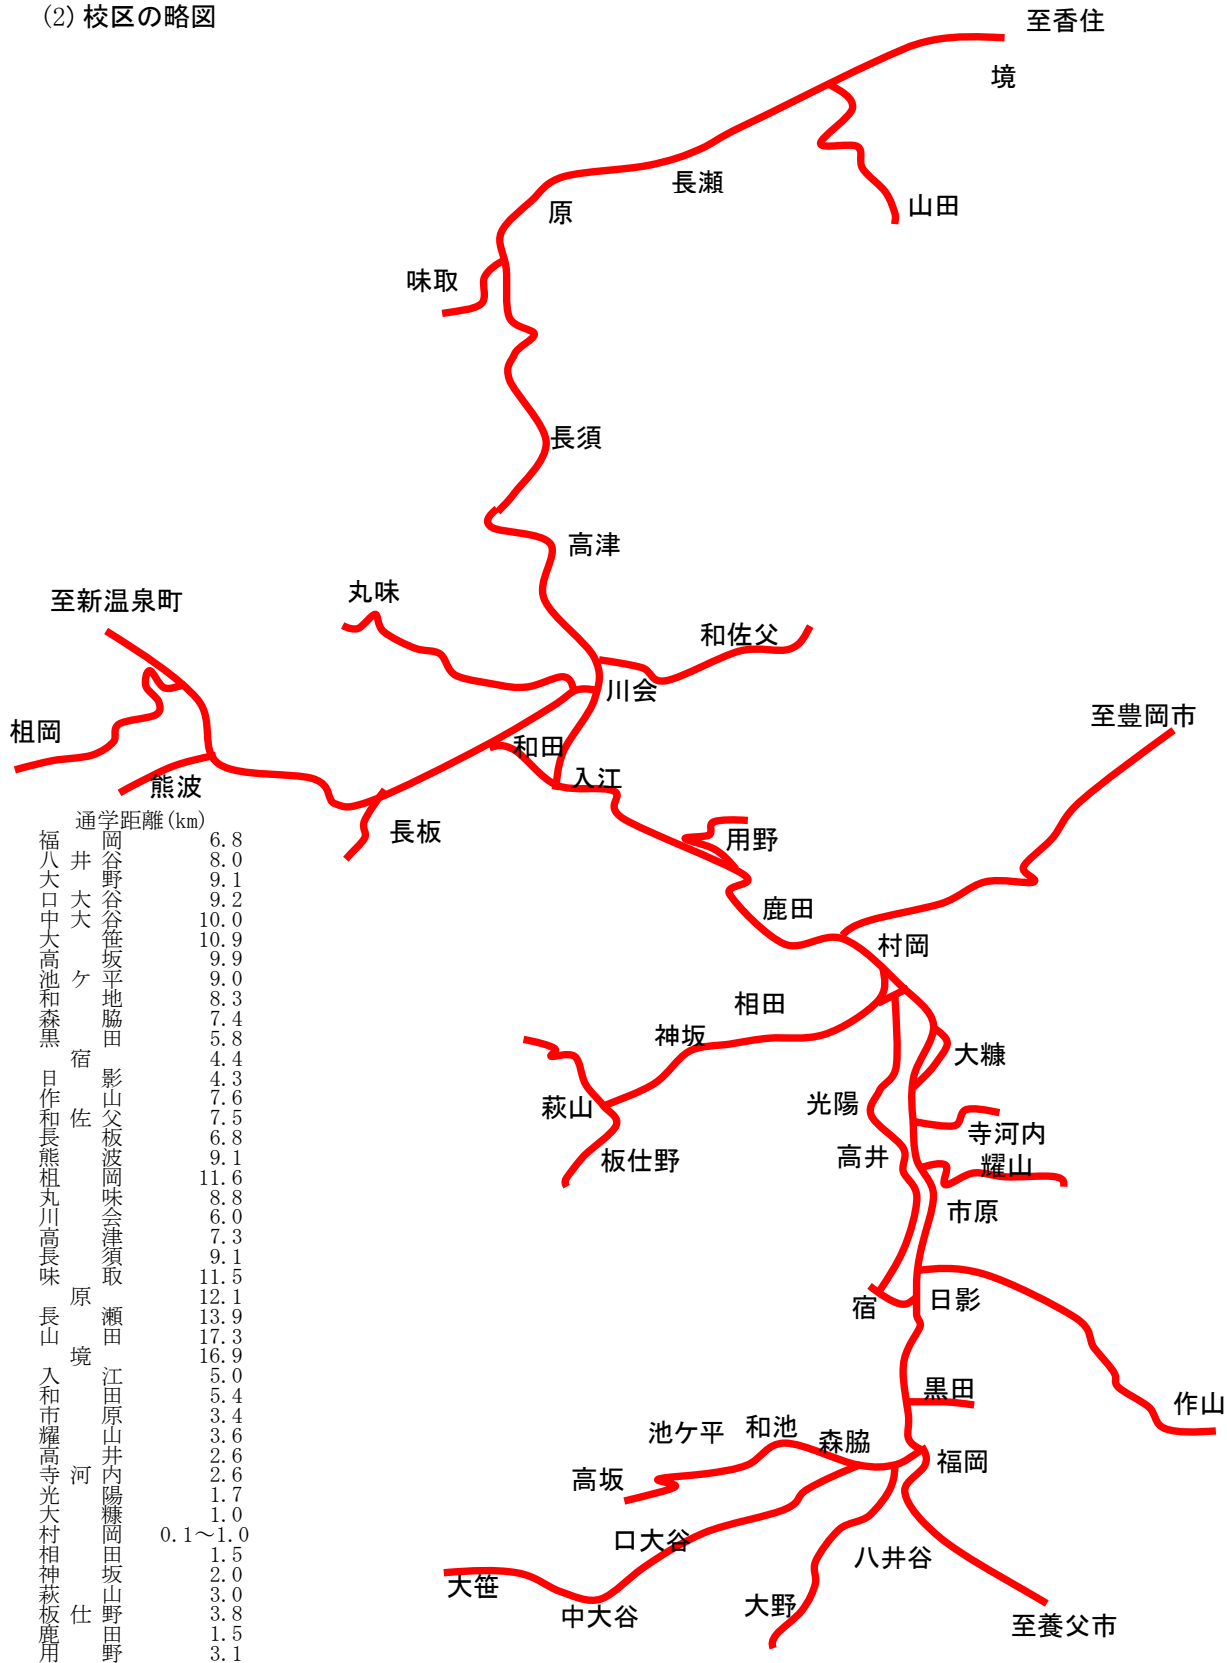 (2) 校区の略図
至香住
境
長瀬
山田
原
味取
長須
高津
丸味
至新温泉町
和佐父
川会
至豊岡市
祖岡
和田
入江
熊波
長板
用野
鹿田
村岡
相田
神坂
大糠
萩山
光陽
寺河内
高井
板仕野
耀山
市原
宿
日影
黒田
作山
池ケ平
和池
森脇
福岡
高坂
口大谷
八井谷
大笹
大野
中大谷
至養父市
通学距離(km)
福岡 6.8
八井谷 8.0
大野 9.1
口大谷 9.2
中大谷 10.0
大笹 10.9
高坂 9.9
池ケ平 9.0
和地 8.3
森脇 7.4
黒田 5.8
宿 4.4
日影 4.3
作山 7.6
和佐父 7.5
長板 6.8
熊波 9.1
祖岡 11.6
丸味 8.8
川会 6.0
高津 7.3
長須 9.1
味取 11.5
原 12.1
長瀬 13.9
山田 17.3
境 16.9
入江 5.0
和田 5.4
市原 3.4
耀山 3.6
高井 2.6
寺河内 2.6
光陽 1.7
大糠 1.0
村岡 0.1～1.0
相田 1.5
神坂 2.0
萩山 3.0
板仕野 3.8
鹿田 1.5
用野 3.1